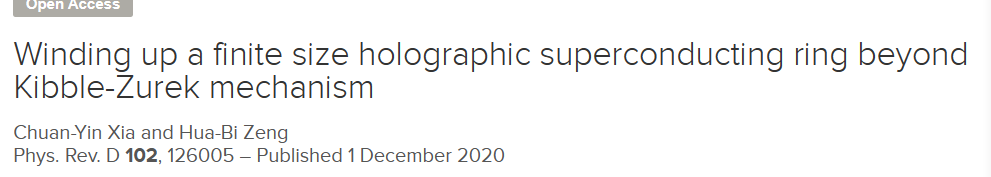 Open Access
Winding up a finite size holographic superconducting ring beyond
Kibble-Zurek mechanism
Chuan-Yin Xia and Hua-Bi Zeng
Phys. Rev. D 102, 126005 – Published 1 December 2020